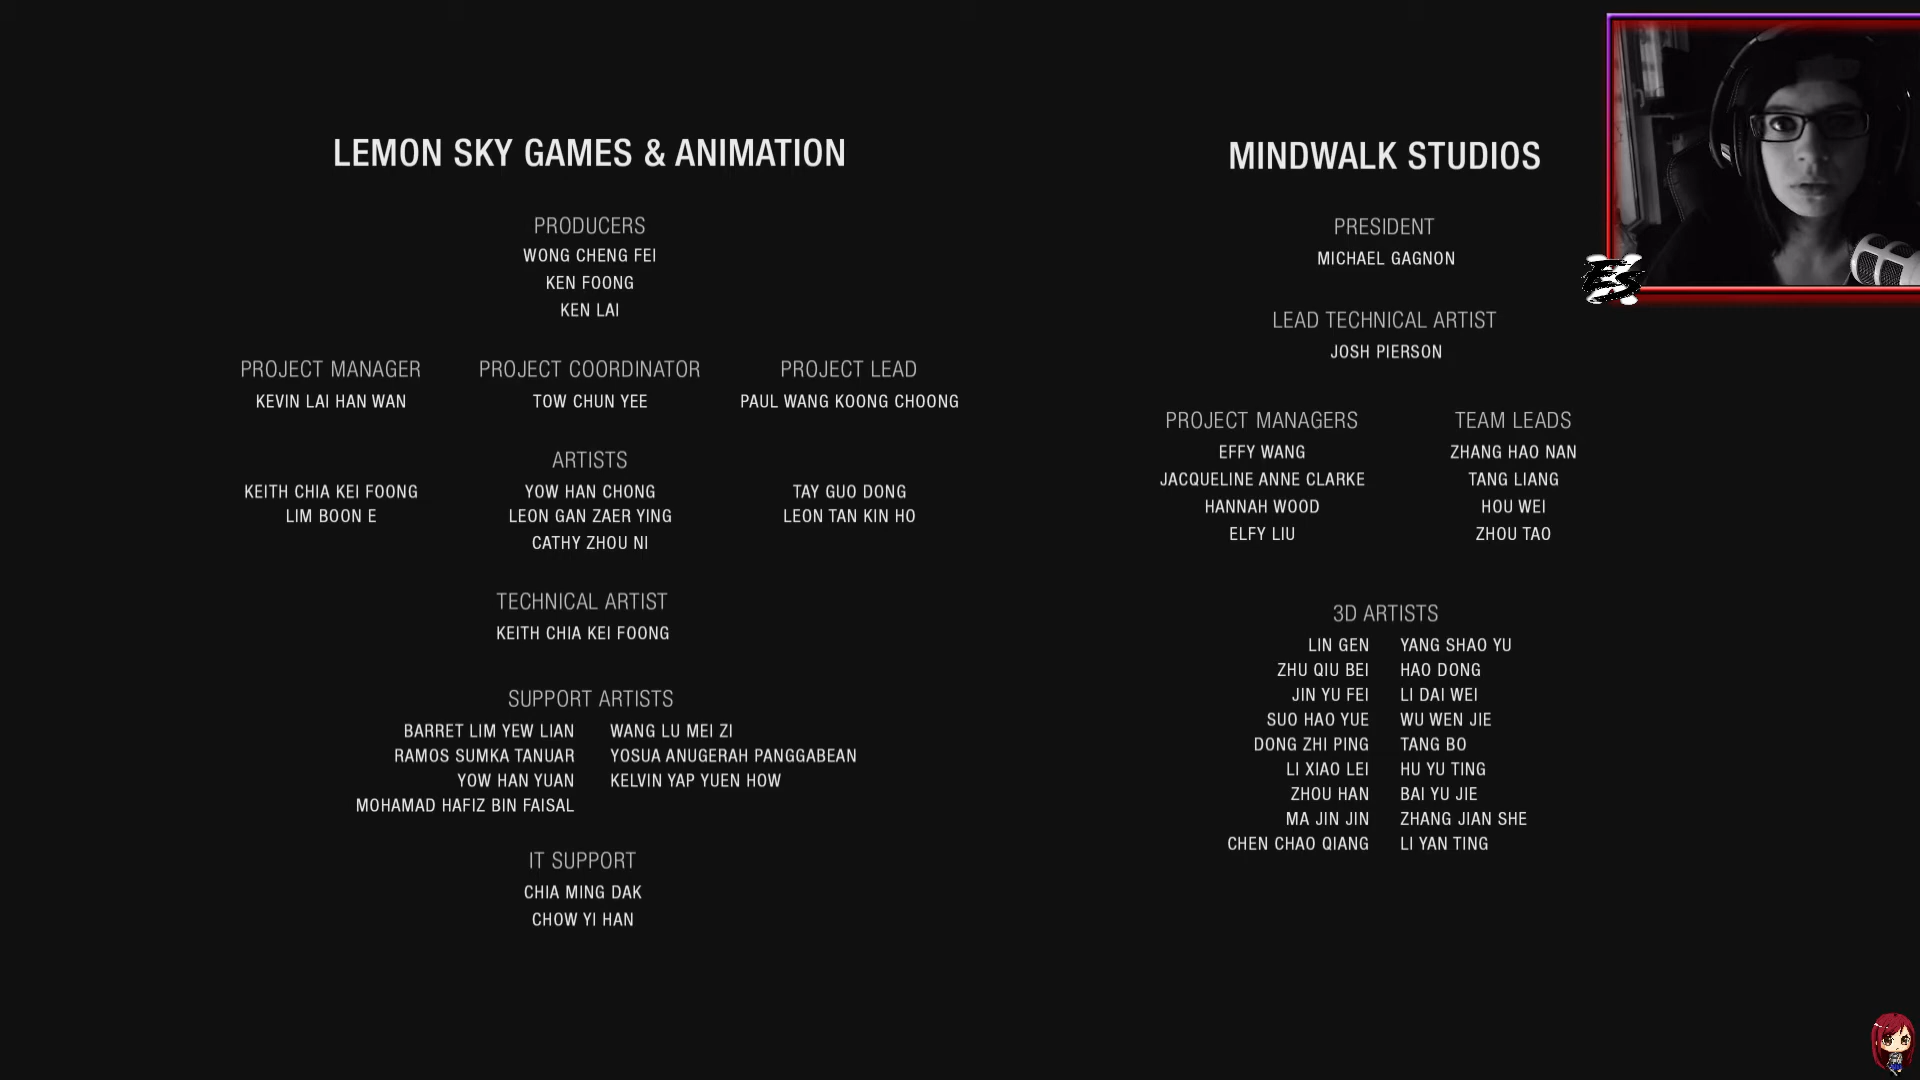 LEMON SKY GAMES & ANIMATION
PRODUCERS
WONG CHENG FEI
KEN FOONG
KEN LAI
PROJECT MANAGER
KEVIN LAI HAN WAN
PROJECT COORDINATOR
TOW CHUN YEE
PROJECT LEAD
PAUL WANG KOONG CHOONG
ARTISTS
KEITH CHIA KEI FOONG
LIM BOON E
YOW HAN CHONG
LEON GAN ZAER YING
CATHY ZHOU NI
TAY GUO DONG
LEON TAN KIN HO
TECHNICAL ARTIST
KEITH CHIA KEI FOONG
SUPPORT ARTISTS
BARRET LIM YEW LIAN
RAMOS SUMKA TANUAR
YOW HAN YUAN
MOHAMAD HAFIZ BIN FAISAL
WANG LU MEI ZI
YOSUA ANUGERAH PANGGABEAN
KELVIN YAP YUEN HOW
IT SUPPORT
CHIA MING DAK
CHOW YI HAN
MINDWALK STUDIOS
PRESIDENT
MICHAEL GAGNON
LEAD TECHNICAL ARTIST
JOSH PIERSON
PROJECT MANAGERS
EFFY WANG
JACQUELINE ANNE CLARKE
HANNAH WOOD
ELFY LIU
TEAM LEADS
ZHANG HAO NAN
TANG LIANG
HOU WEI
ZHOU TAO
3D ARTISTS
LIN GEN
ZHU QIU BEI
JIN YU FEI
SUO HAO YUE
DONG ZHI PING
LI XIAO LEI
ZHOU HAN
MA JIN JIN
CHEN CHAO QIANG
YANG SHAO YU
HAO DONG
LI DAI WEI
WU WEN JIE
TANG BO
HU YU TING
BAI YU JIE
ZHANG JIAN SHE
LI YAN TING
ES